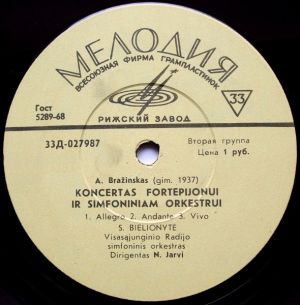 МЕЛОДИЯ
ВСЕСОЮЗНАЯ ФИРМА ГРАМПЛАСТИНОК
Гост
5289-68
33
РИЖСКИЙ ЗАВОД
33Д-027987
Вторая группа
Цена 1 руб.
A. Bražinskas (gim. 1937)
KONCERTAS FORTEPIJONUI
IR SIMFONINIAM ORKESTRUI
1. Allegro 2. Andante 3. Vivo
S. BIELIONYTĖ
Visasąjunginio Radijo
simfoninis orkestras
Dirigentas N. Jarvi